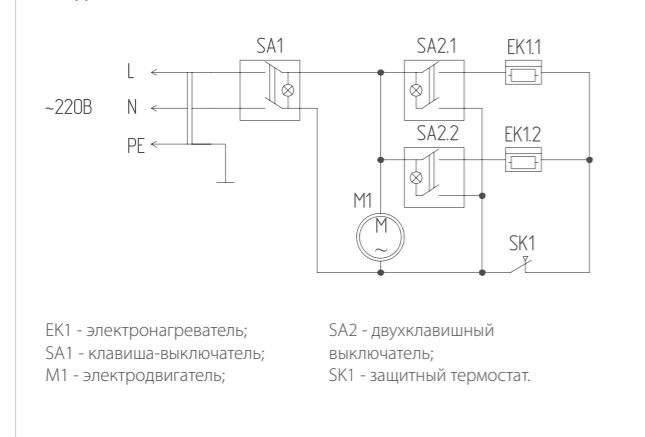 SA1 SA2.1 EK1.1
L
~220В N
PE
SA2.2 EK1.2
M1
M
~
SK1
EK1 - электронагреватель;
SA1 - клавиша-выключатель;
M1 - электродвигатель;
SA2 - двухклавишный
выключатель;
SK1 - защитный термостат.